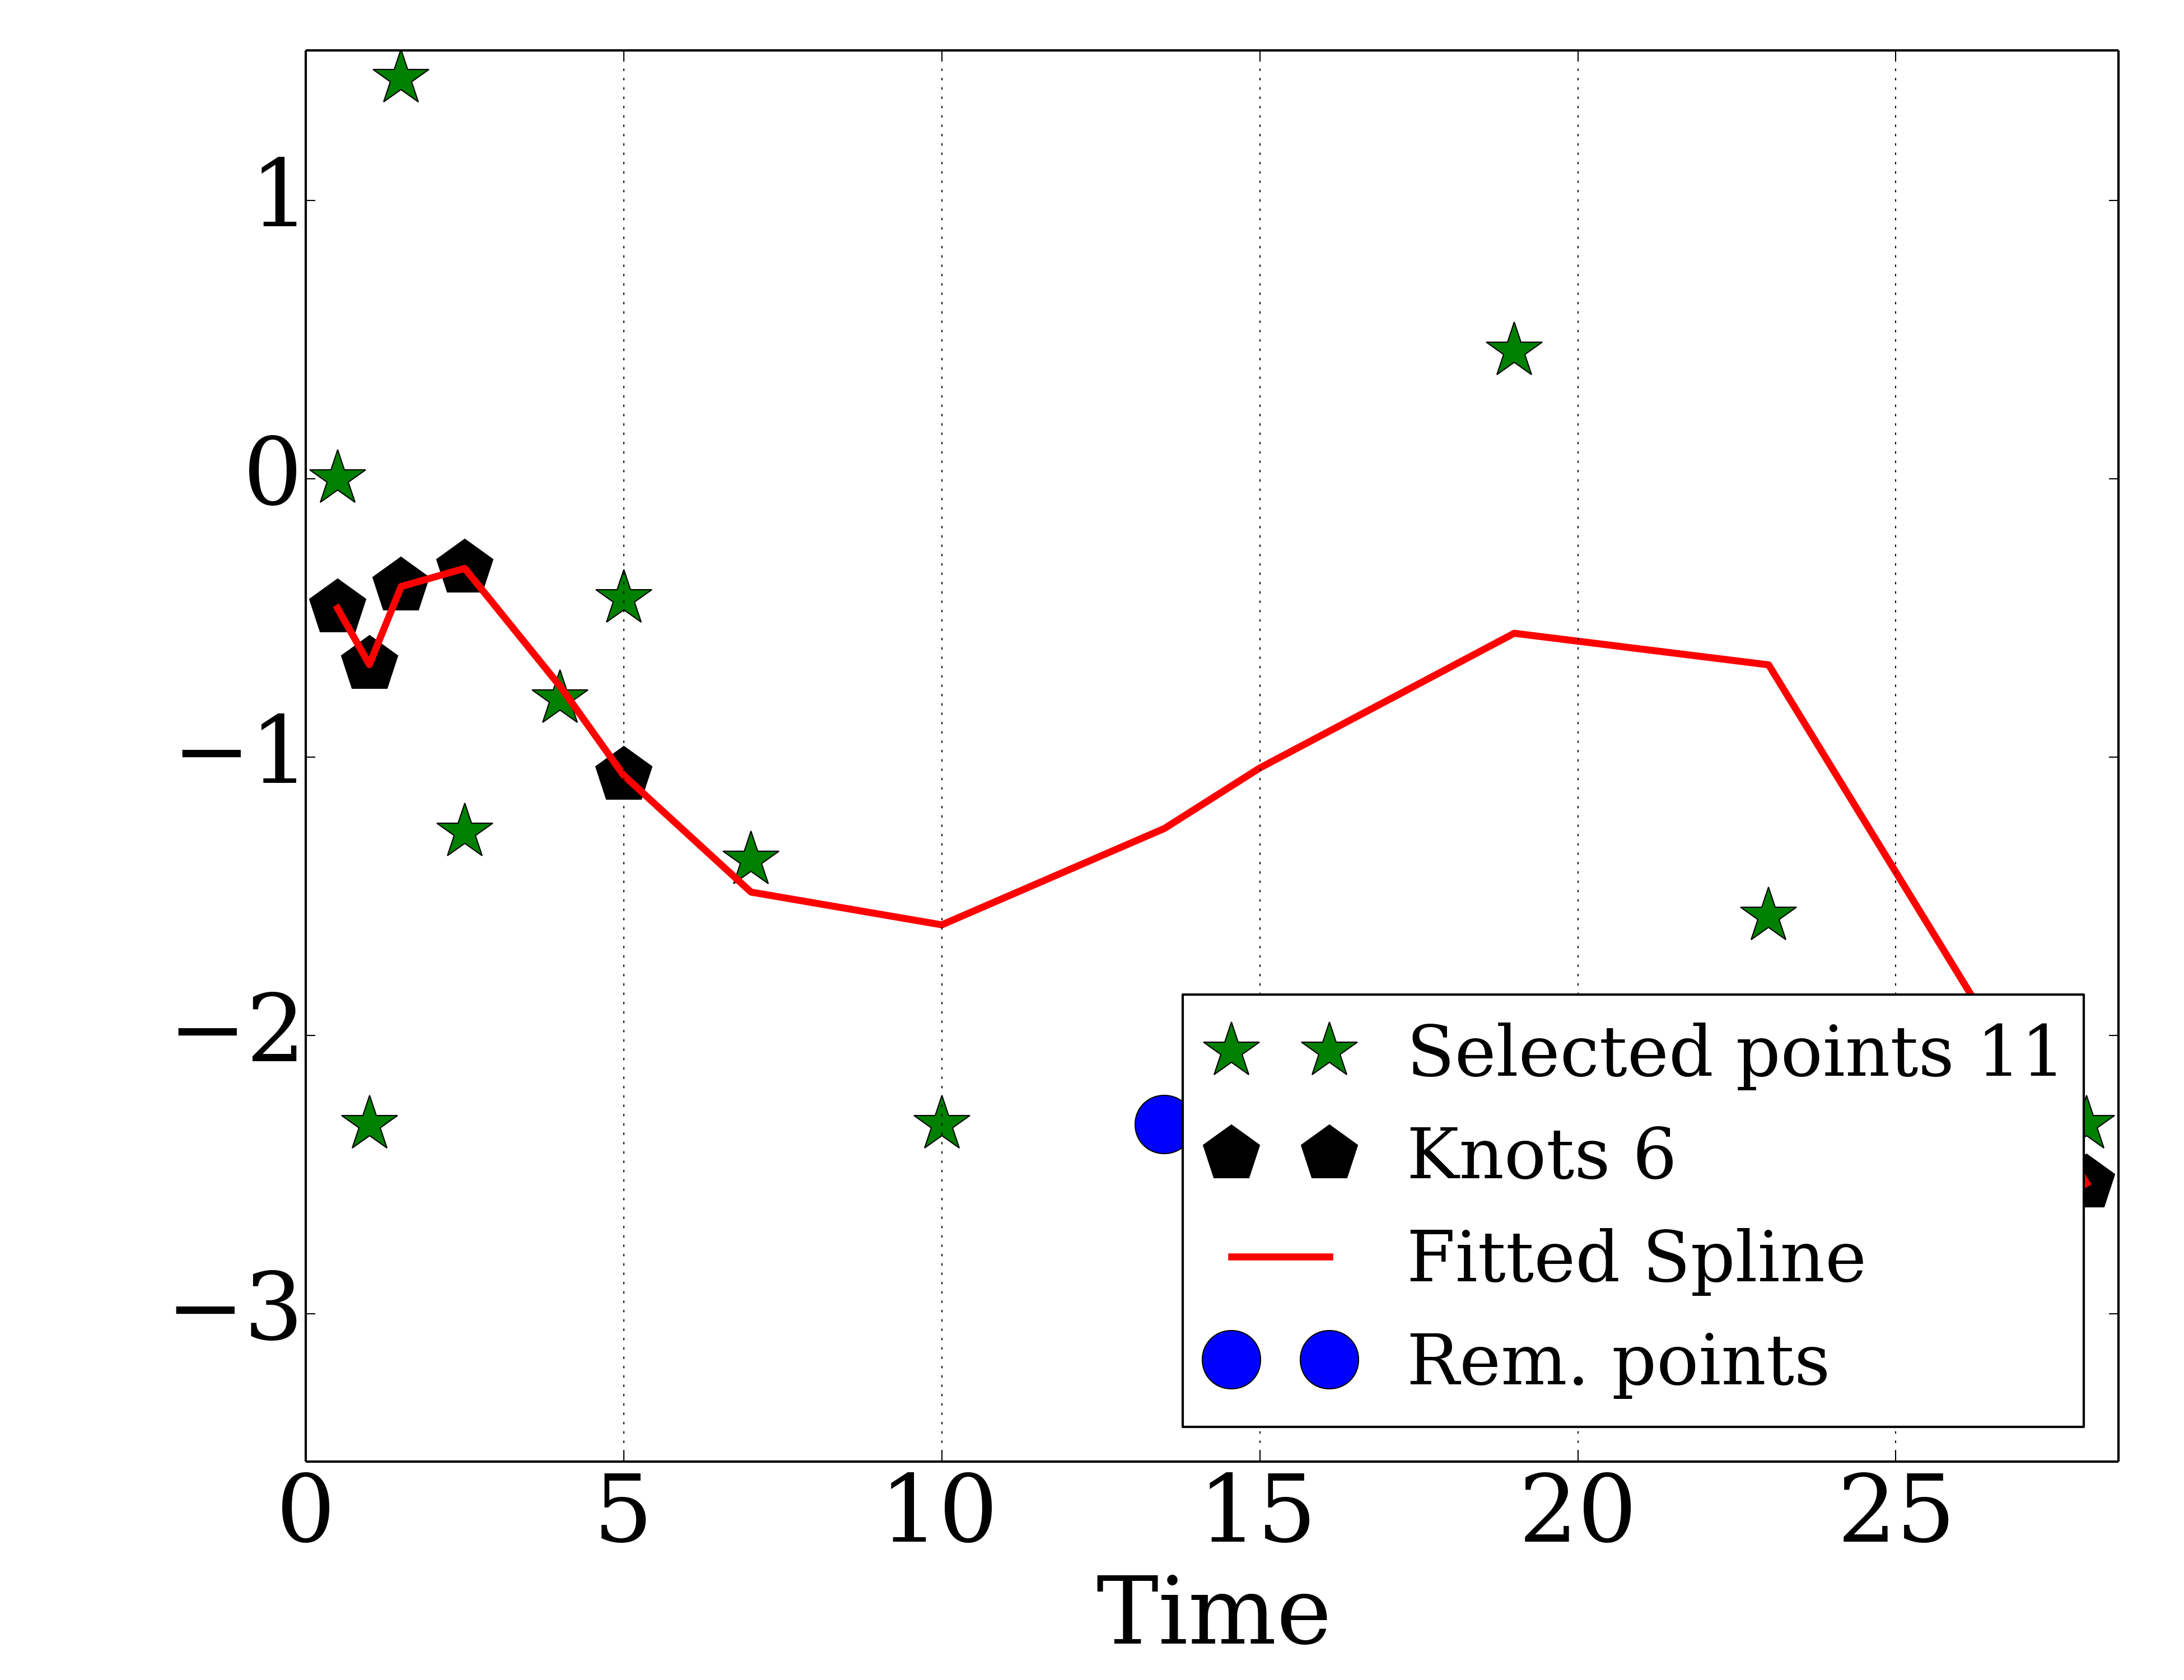 1
0
−1
−2
−3
0 5 10 15 20 25
Time
Selected points 11
Knots 6
Fitted Spline
Rem. points